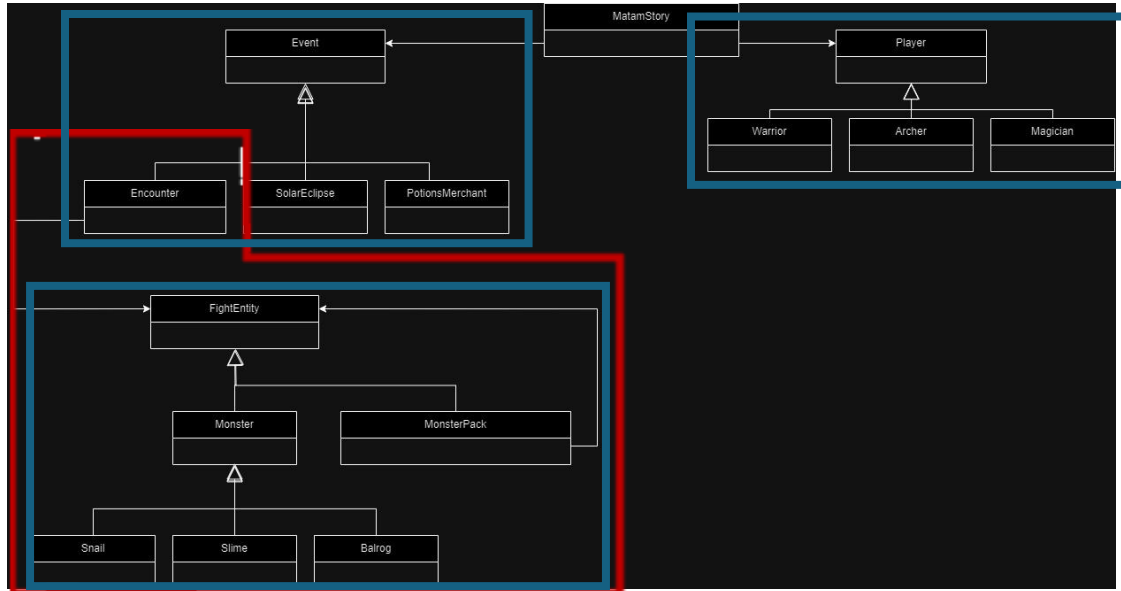 MatamStory
Event
Player
Warrior
Archer
Magician
Encounter
SolarEclipse
PotionsMerchant
FightEntity
Monster
MonsterPack
Snail
Slime
Balrog